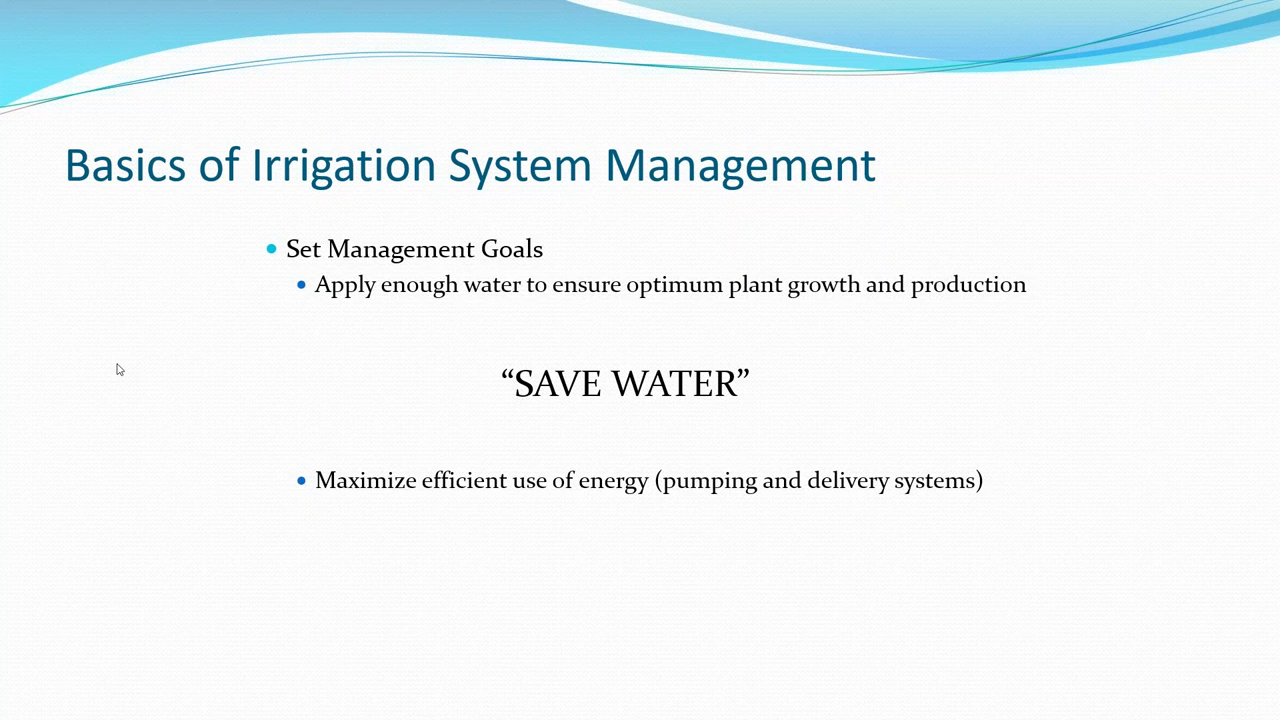 Basics of Irrigation System Management
Set Management Goals
Apply enough water to ensure optimum plant growth and production
“SAVE WATER”
Maximize efficient use of energy (pumping and delivery systems)